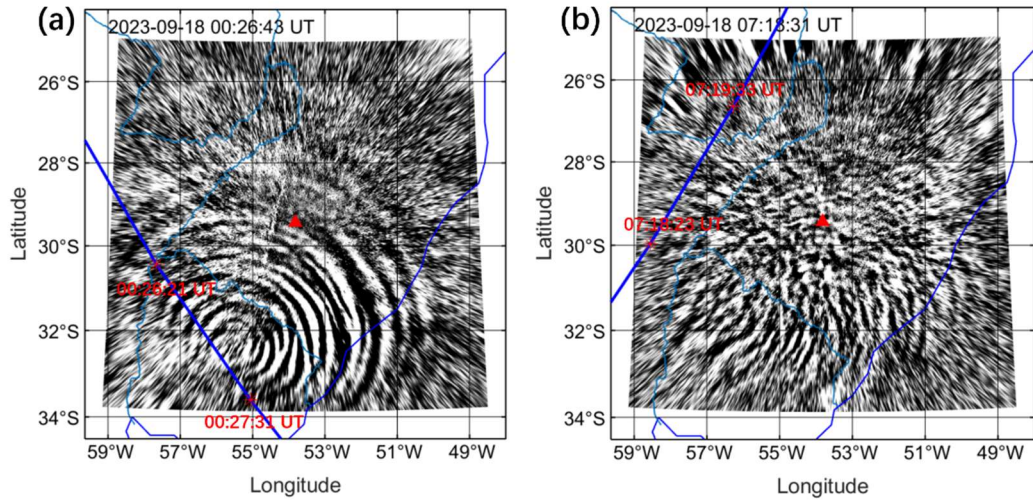 (a)
2023-09-18 00:26:43 UT
26°S
28°S
30°S
32°S
34°S
Latitude
00:26:21 UT
00:27:31 UT
59°W 57°W 55°W 53°W 51°W 49°W
Longitude
(b)
2023-09-18 07:18:31 UT
07:19:33 UT
07:18:23 UT
26°S
28°S
30°S
32°S
34°S
Latitude
59°W 57°W 55°W 53°W 51°W 49°W
Longitude